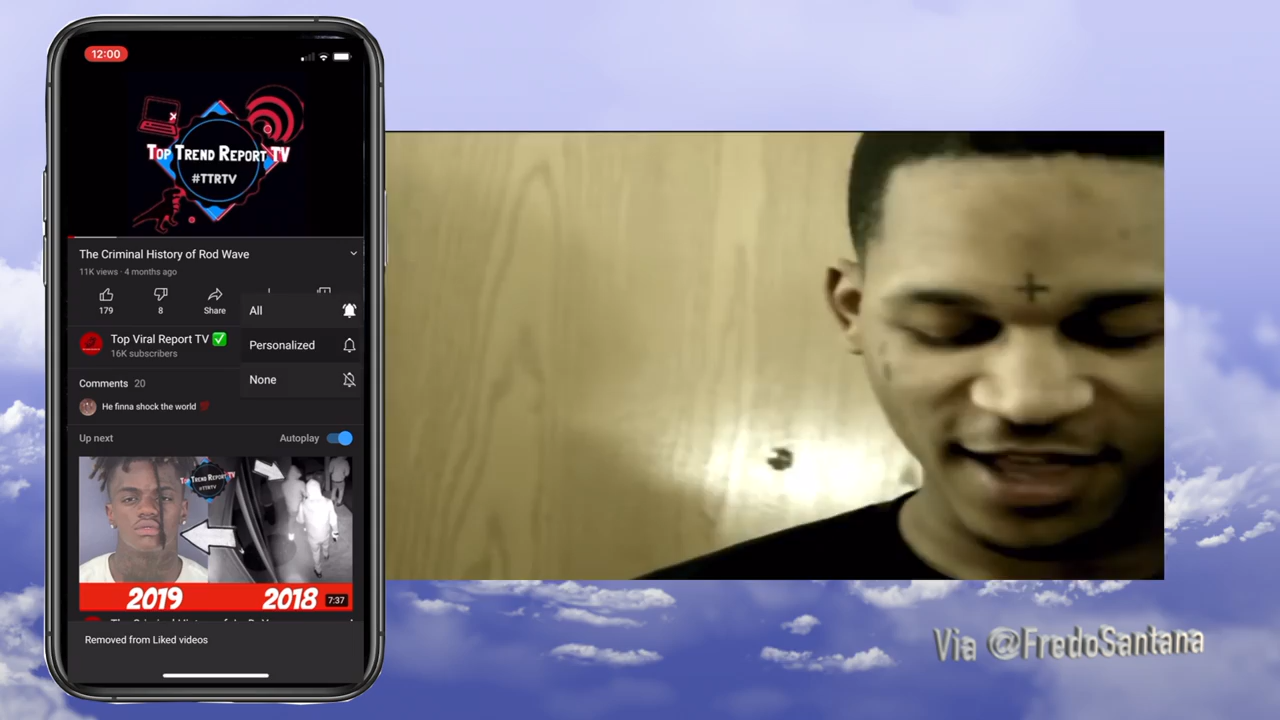 12:00
TOP TREND REPORT TV
#TTRTV
The Criminal History of Rod Wave
11K views · 4 months ago
179
8
Share
All
Personalized
None
Top Viral Report TV ✅
16K subscribers
Comments 20
He finna shock the world
Up next
Autoplay
TOP TREND REPORT TV
#TTRTV
2019
2018
7:37
Removed from Liked videos
Via @FredoSantana